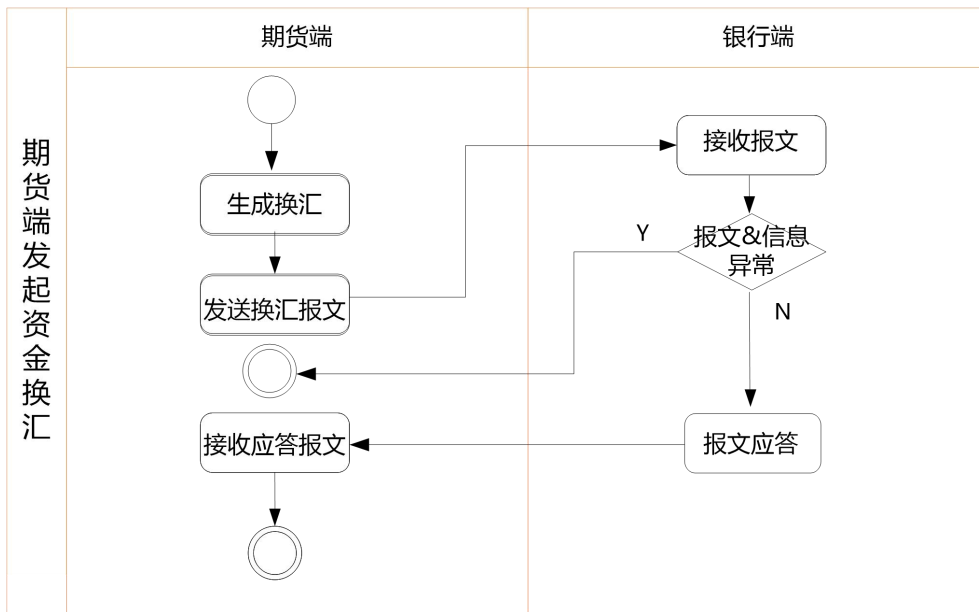 期货端
银行端
期货端发起资金换汇
生成换汇
发送换汇报文
接收应答报文
接收报文
报文&信息
异常
Y
N
报文应答